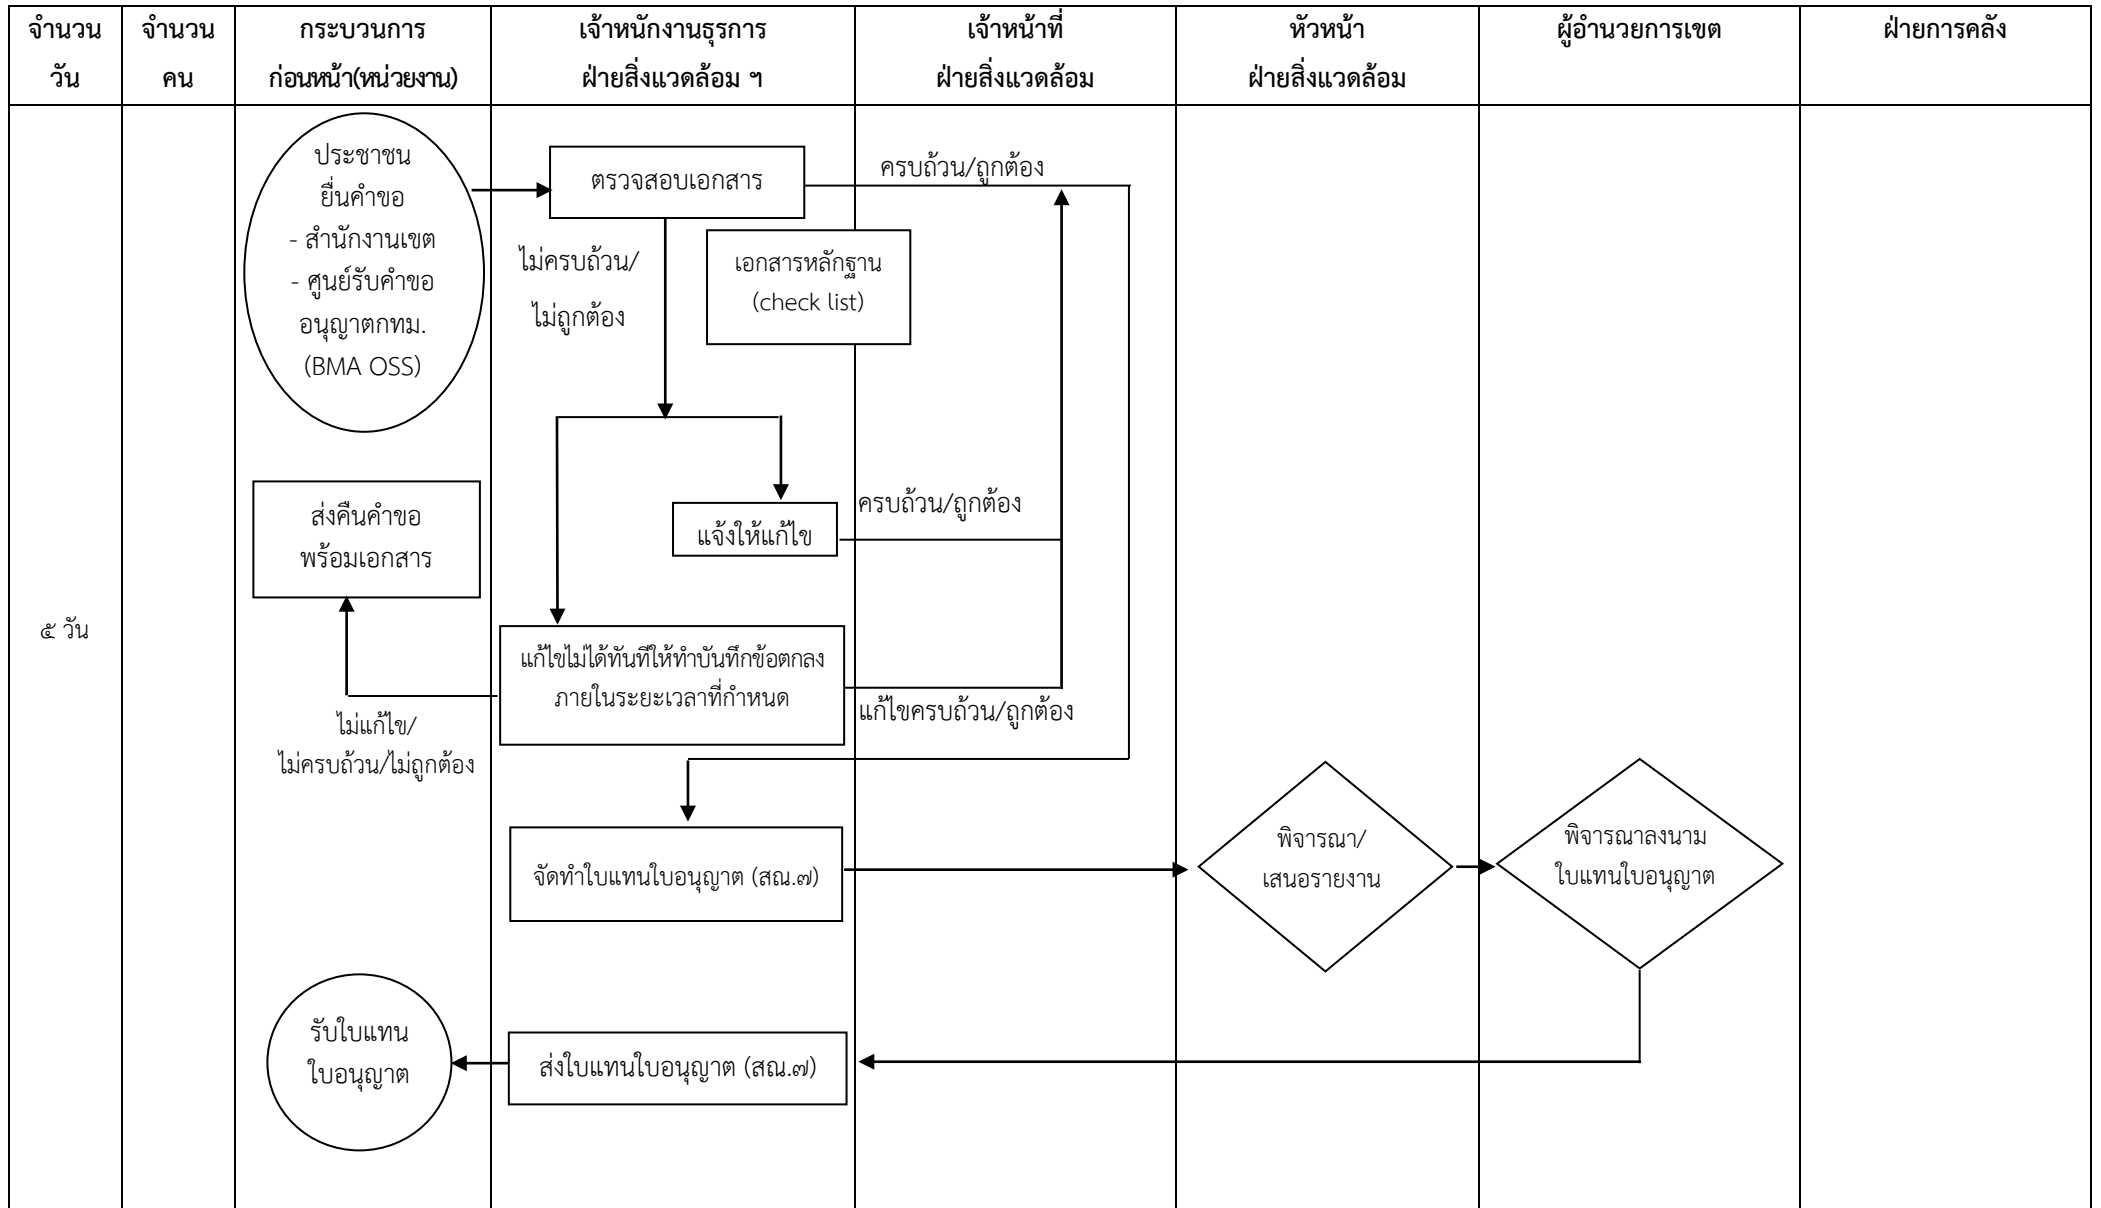 จำนวน
วัน
จำนวน
คน
กระบวนการ
ก่อนหน้า(หน่วยงาน)
เจ้าหนักงานธุรการ
ฝ่ายสิ่งแวดล้อม ฯ
เจ้าหน้าที่
ฝ่ายสิ่งแวดล้อม
หัวหน้า
ฝ่ายสิ่งแวดล้อม
ผู้อำนวยการเขต
ฝ่ายการคลัง
๕ วัน
ประชาชน
ยื่นคำขอ
- สำนักงานเขต
- ศูนย์รับคำขอ
อนุญาตกทม.
(BMA OSS)
ตรวจสอบเอกสาร
ครบถ้วน/ถูกต้อง
ไม่ครบถ้วน/
ไม่ถูกต้อง
เอกสารหลักฐาน
(check list)
ส่งคืนคำขอ
พร้อมเอกสาร
แจ้งให้แก้ไข
ครบถ้วน/ถูกต้อง
แก้ไขไม่ได้ทันทีให้ทำบันทึกข้อตกลง
ภายในระยะเวลาที่กำหนด
แก้ไขครบถ้วน/ถูกต้อง
ไม่แก้ไข/
ไม่ครบถ้วน/ไม่ถูกต้อง
จัดทำใบแทนใบอนุญาต (สณ.๗)
พิจารณา/
เสนอรายงาน
พิจารณาลงนาม
ใบแทนใบอนุญาต
รับใบแทน
ใบอนุญาต
ส่งใบแทนใบอนุญาต (สณ.๗)